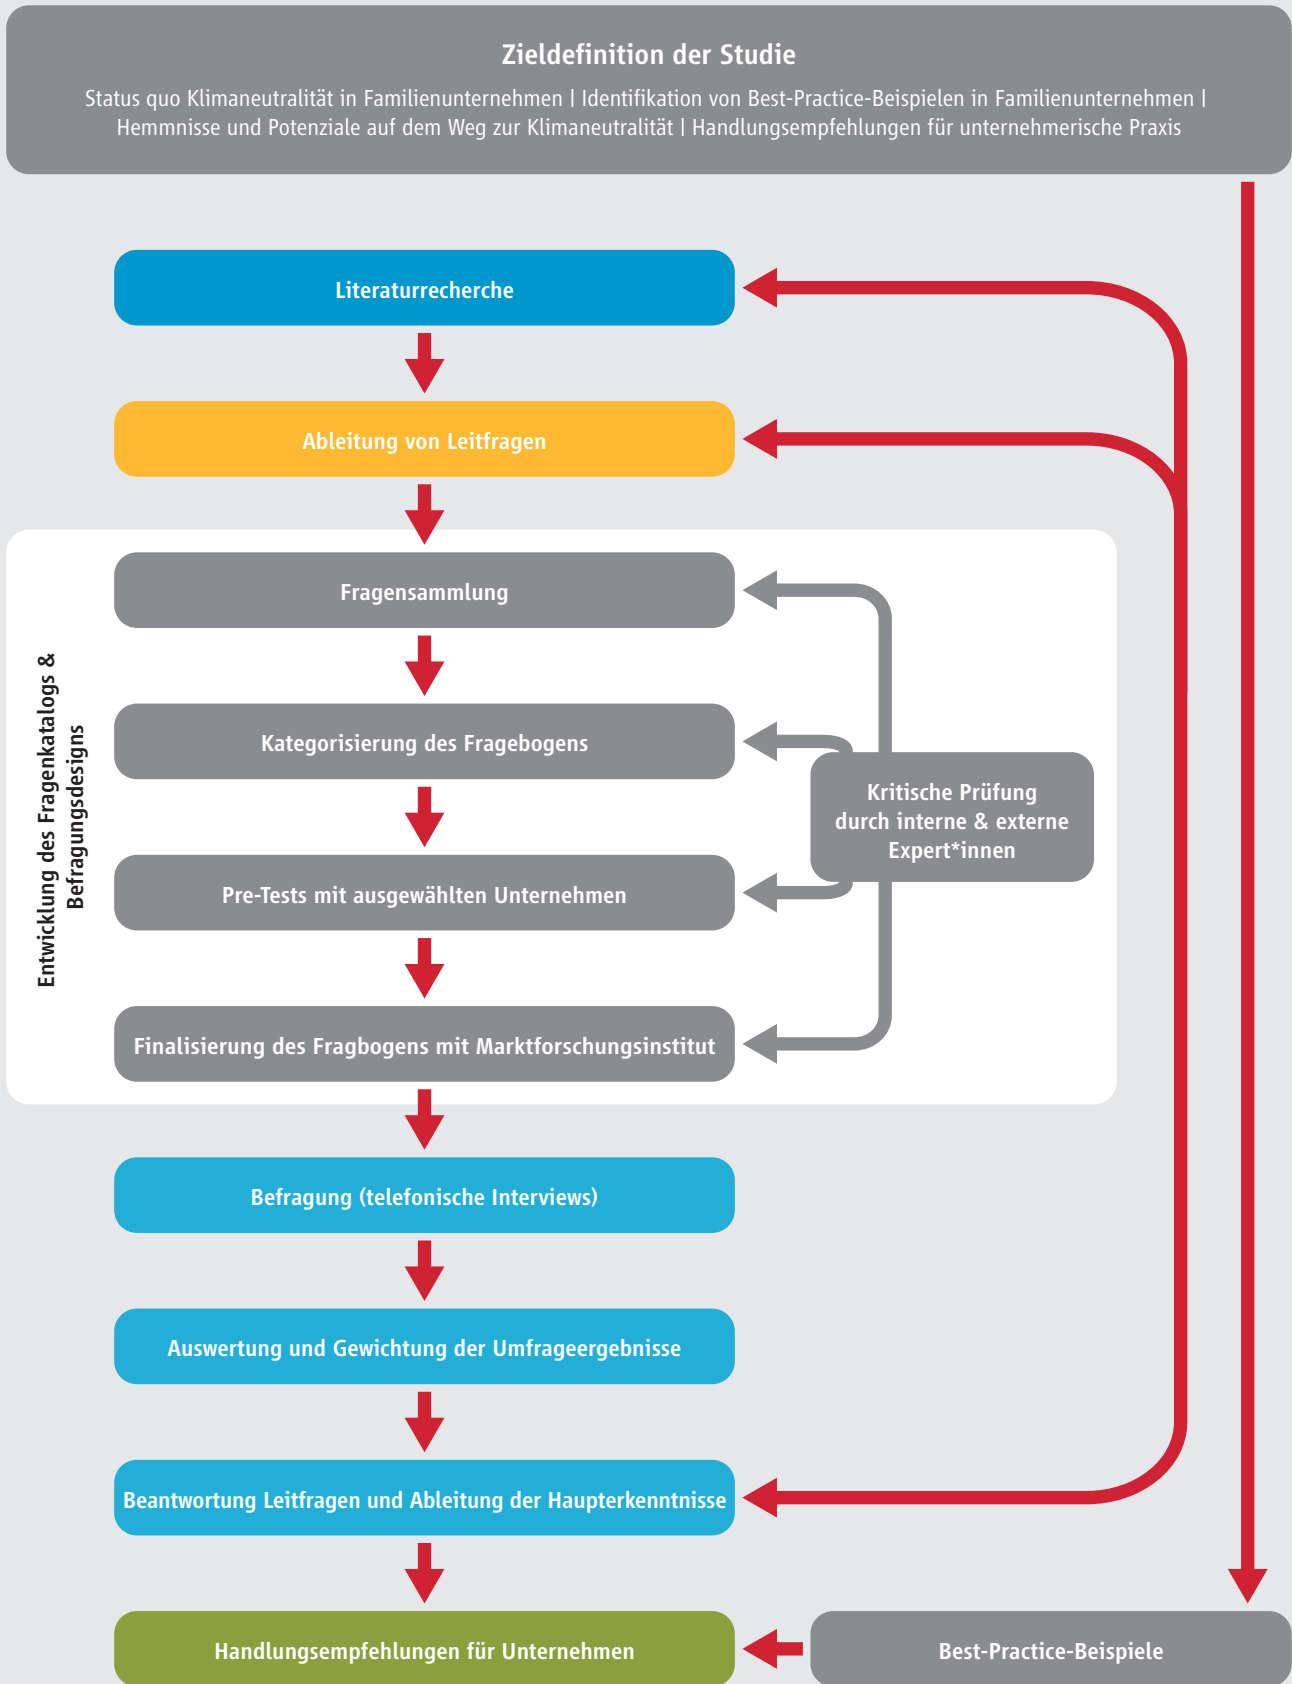 Zieldefinition der Studie
Status quo Klimaneutralität in Familienunternehmen | Identifikation von Best-Practice-Beispielen in Familienunternehmen |
Hemmnisse und Potenziale auf dem Weg zur Klimaneutralität | Handlungsempfehlungen für unternehmerische Praxis
Literaturrecherche
Ableitung von Leitfragen
Entwicklung des Fragenkatalogs &
Befragungsdesigns
Fragensammlung
Kategorisierung des Fragebogens
Kritische Prüfung
durch interne & externe
Expert*innen
Pre-Tests mit ausgewählten Unternehmen
Finalisierung des Fragbogens mit Marktforschungsinstitut
Befragung (telefonische Interviews)
Auswertung und Gewichtung der Umfrageergebnisse
Beantwortung Leitfragen und Ableitung der Haupterkenntnisse
Handlungsempfehlungen für Unternehmen
Best-Practice-Beispiele